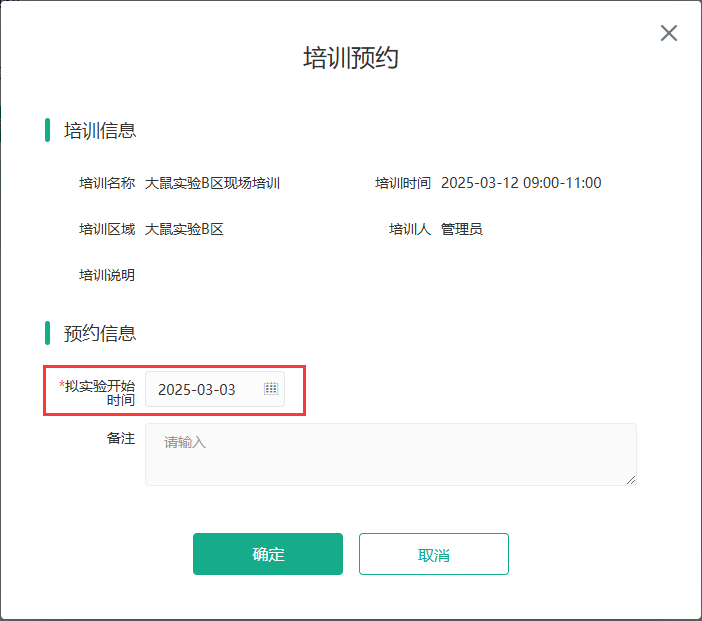 培训预约
培训信息
培训名称 大鼠实验B区现场培训 培训时间 2025-03-12 09:00-11:00
培训区域 大鼠实验B区 培训人 管理员
培训说明
预约信息
*拟实验开始
时间
2025-03-03
备注 请输入
确定 取消